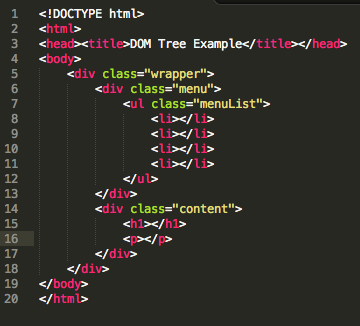 1 <!DOCTYPE html>
2 <html>
3 <head><title>DOM Tree Example</title></head>
4 <body>
5     <div class="wrapper">
6         <div class="menu">
7             <ul class="menuList">
8                 <li></li>
9                 <li></li>
10                 <li></li>
11                 <li></li>
12             </ul>
13         </div>
14         <div class="content">
15             <h1></h1>
16             <p></p>
17         </div>
18     </div>
19 </body>
20 </html>